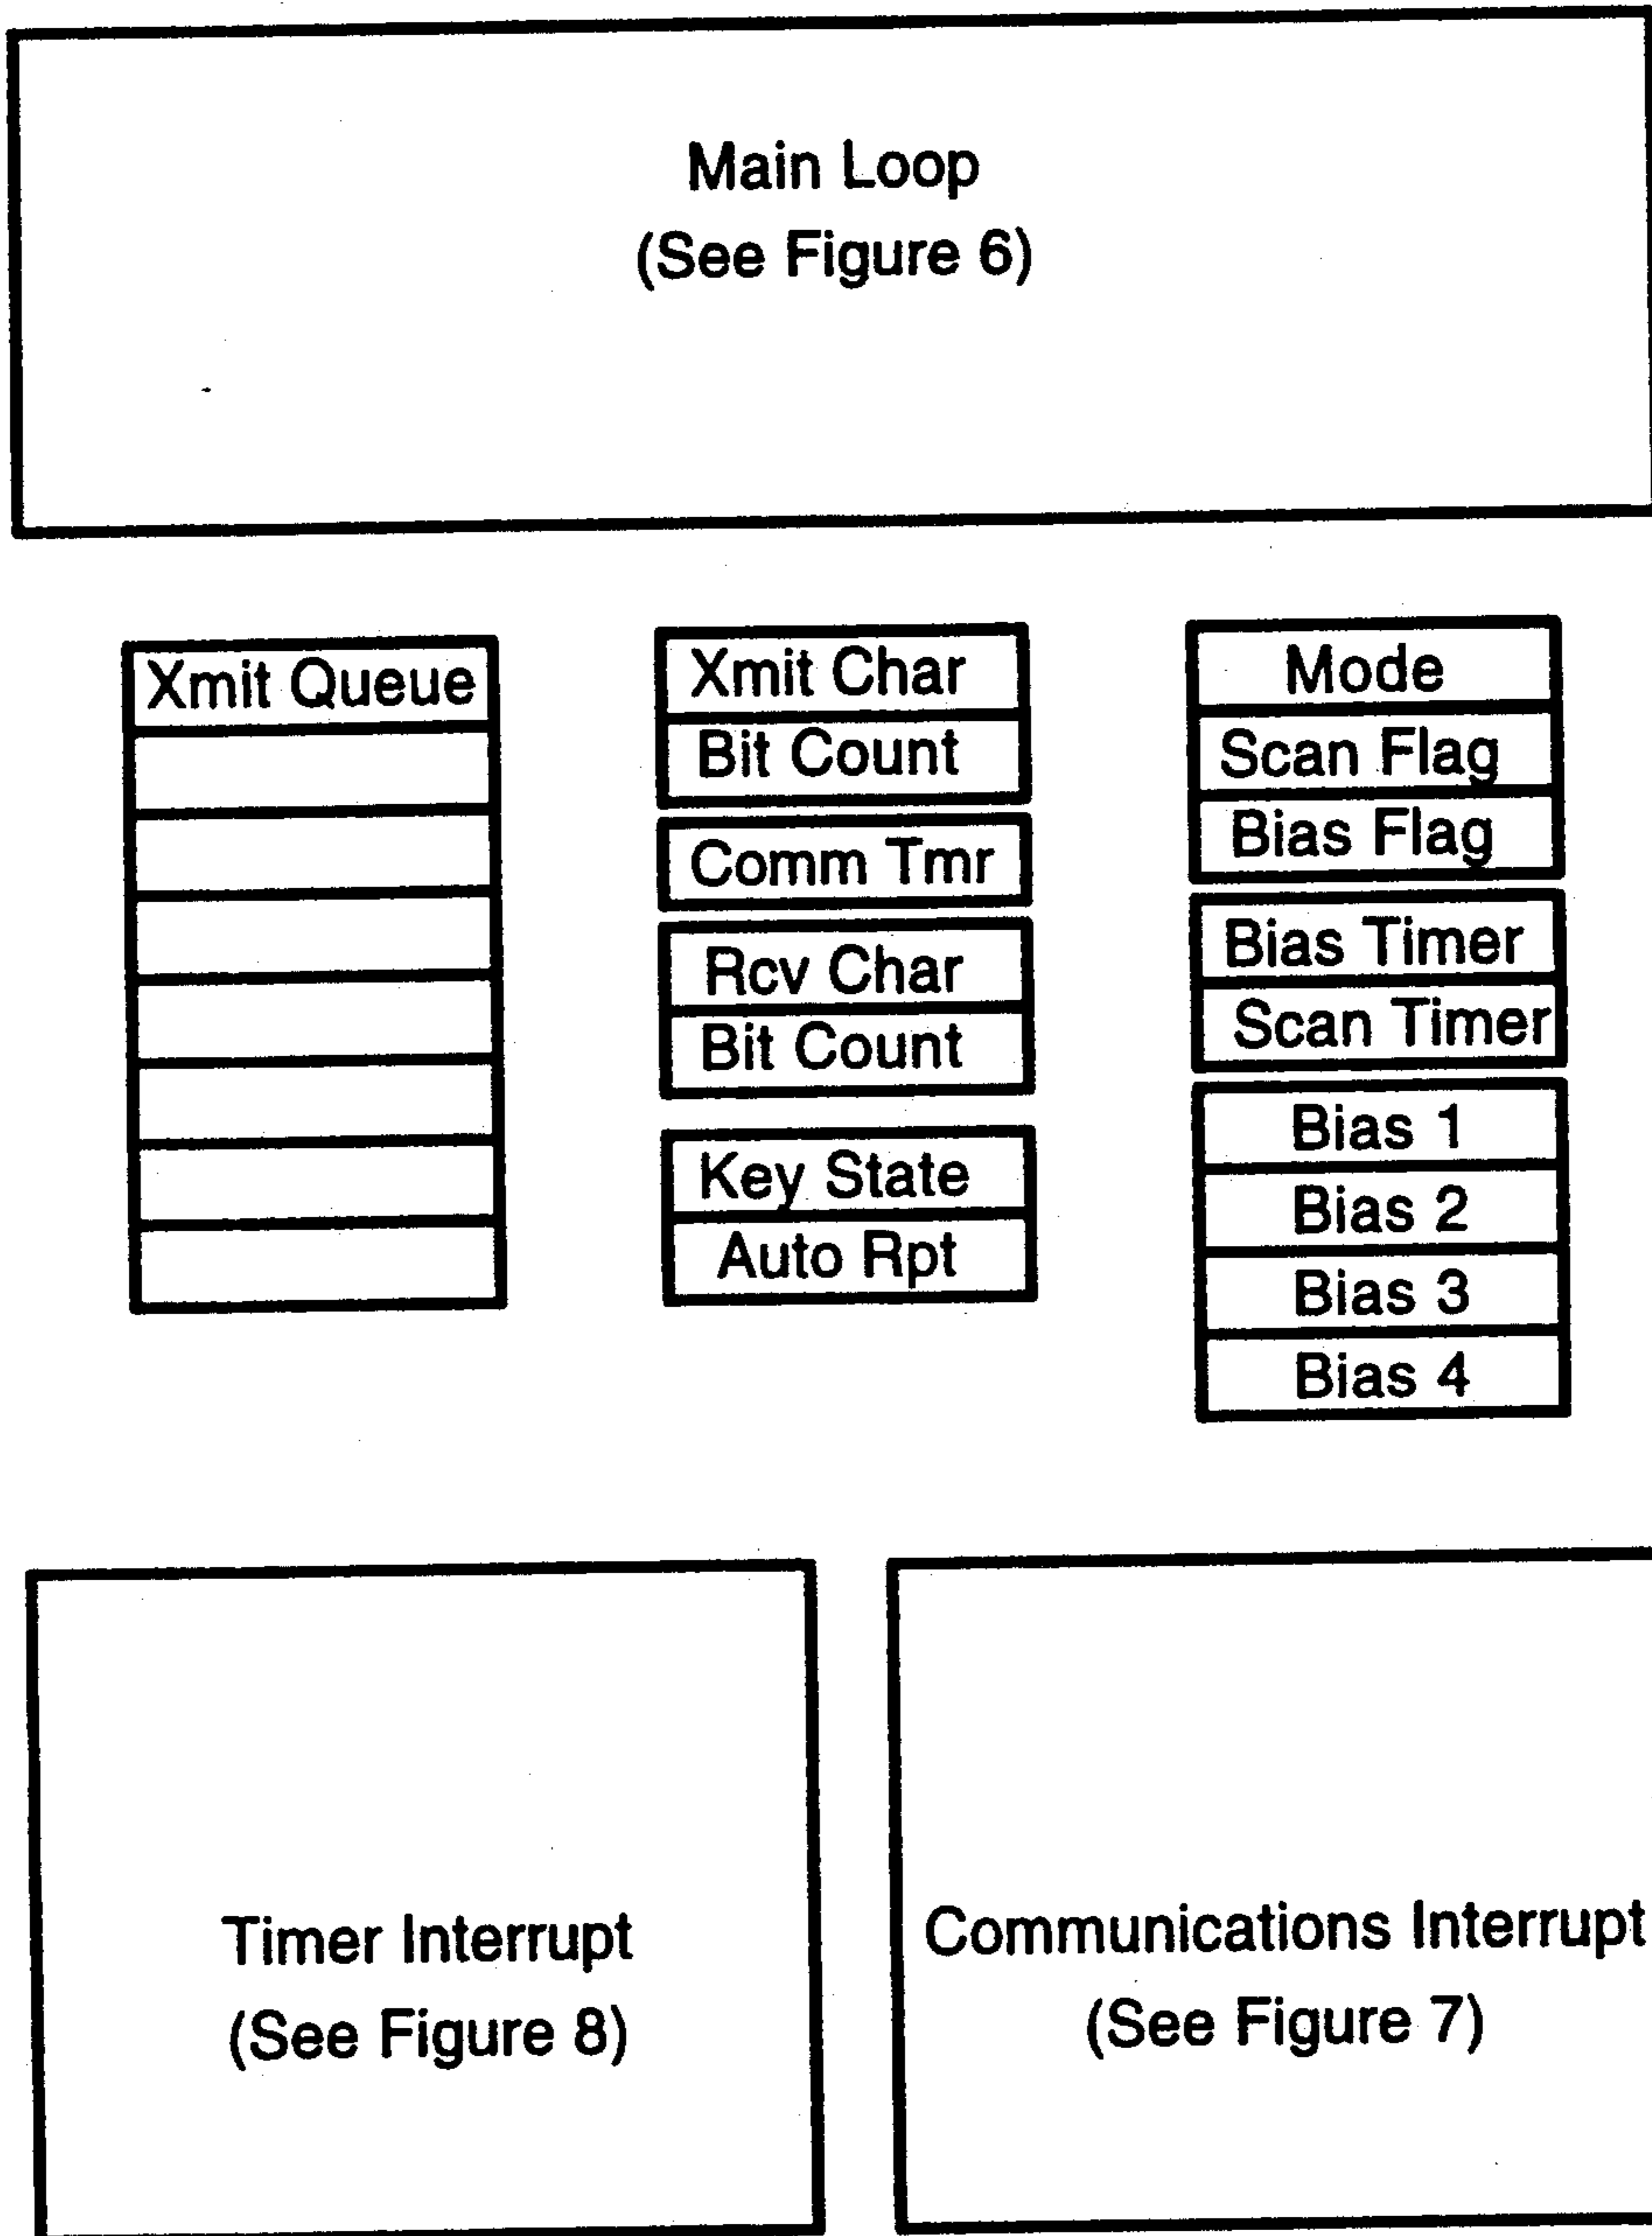 Main Loop
(See Figure 6)
Xmit Queue
Xmit Char
Bit Count
Comm Tmr
Rcv Char
Bit Count
Key State
Auto Rpt
Mode
Scan Flag
Bias Flag
Bias Timer
Scan Timer
Bias 1
Bias 2
Bias 3
Bias 4
Timer Interrupt
(See Figure 8)
Communications Interrupt
(See Figure 7)